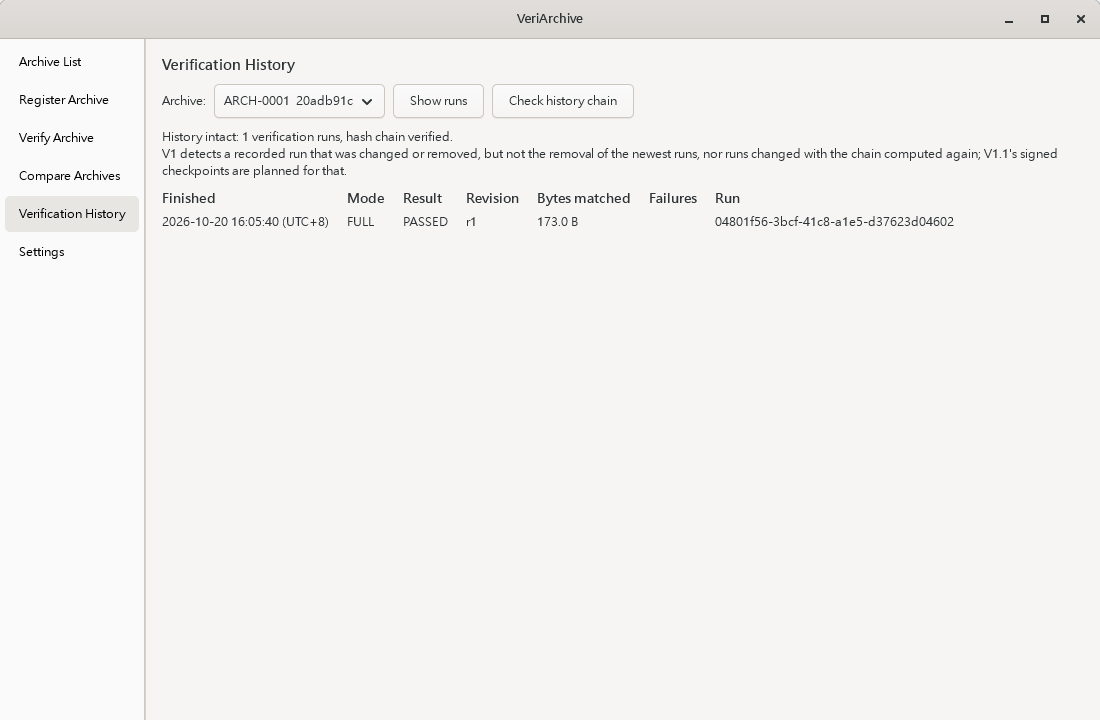 VeriArchive
Archive List
Register Archive
Verify Archive
Compare Archives
Verification History
Settings
Verification History
Archive: ARCH-0001 20adb91c Show runs Check history chain
History intact: 1 verification runs, hash chain verified.
V1 detects a recorded run that was changed or removed, but not the removal of the newest runs, nor runs changed with the chain computed again; V1.1's signed
checkpoints are planned for that.
Finished Mode Result Revision Bytes matched Failures Run
2026-10-20 16:05:40 (UTC+8) FULL PASSED r1 173.0 B 04801f56-3bcf-41c8-a1e5-d37623d04602